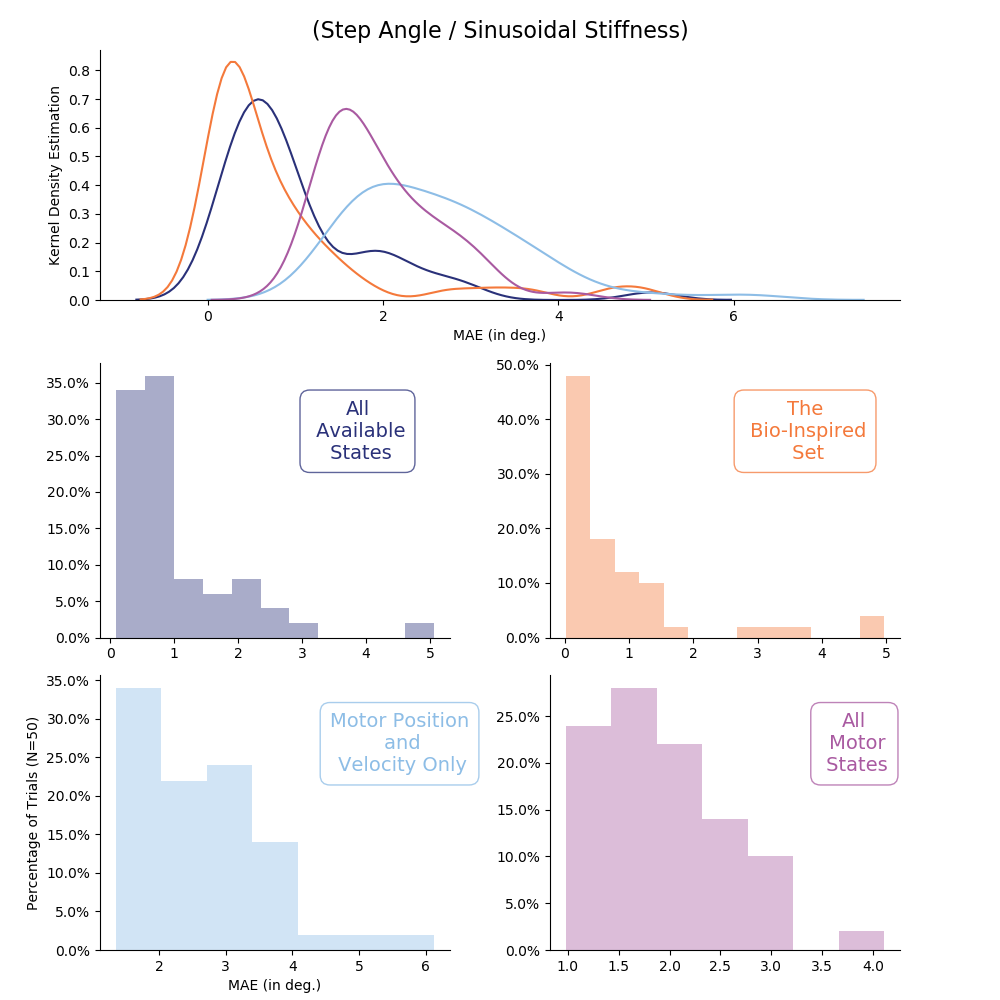 (Step Angle / Sinusoidal Stiffness)
Kernel Density Estimation
0.8
0.7
0.6
0.5
0.4
0.3
0.2
0.1
0.0
0 2 4 6
MAE (in deg.)
35.0%
30.0%
25.0%
20.0%
15.0%
10.0%
5.0%
0.0%
All
Available
States
0 1 2 3 4 5
50.0%
40.0%
30.0%
20.0%
10.0%
0.0%
The
Bio-Inspired
Set
0 1 2 3 4 5
Percentage of Trials (N=50)
35.0%
30.0%
25.0%
20.0%
15.0%
10.0%
5.0%
0.0%
Motor Position
and
Velocity Only
2 3 4 5 6
MAE (in deg.)
25.0%
20.0%
15.0%
10.0%
5.0%
0.0%
All
Motor
States
1.0 1.5 2.0 2.5 3.0 3.5 4.0